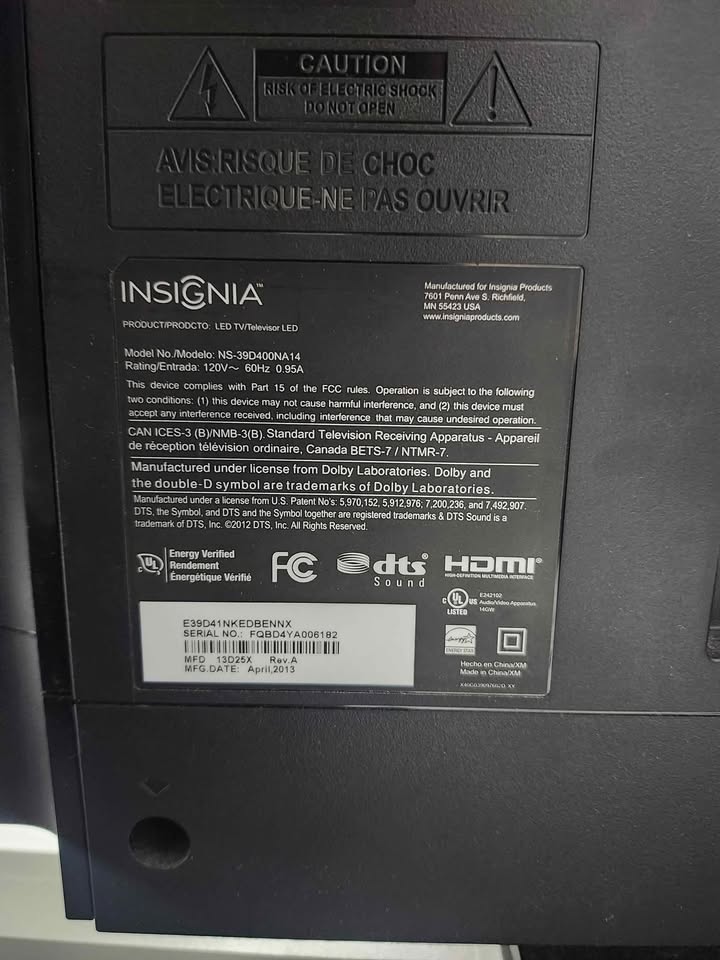 CAUTION
RISK OF ELECTRIC SHOCK
DO NOT OPEN
AVIS:RISQUE DE CHOC
ELECTRIQUE-NE PAS OUVRIR
INSIGNIA™
Manufactured for Insignia Products
7601 Penn Ave S. Richfield,
MN 55423 USA
www.insigniaproducts.com
PRODUCT/PRODCTO: LED TV/Televisor LED
Model No./Modelo: NS-39D400NA14
Rating/Entrada: 120V～ 60Hz 0.95A
This device complies with Part 15 of the FCC rules. Operation is subject to the following
two conditions: (1) this device may not cause harmful interference, and (2) this device must
accept any interference received, including interference that may cause undesired operation.
CAN ICES-3 (B)/NMB-3(B). Standard Television Receiving Apparatus - Appareil
de réception télévision ordinaire, Canada BETS-7 / NTMR-7.
Manufactured under license from Dolby Laboratories. Dolby and
the double-D symbol are trademarks of Dolby Laboratories.
Manufactured under a license from U.S. Patent No's: 5,970,152, 5,912,976, 7,200,236, and 7,492,907.
DTS, the Symbol, and DTS and the Symbol together are registered trademarks & DTS Sound is a
trademark of DTS, Inc. ©2012 DTS, Inc. All Rights Reserved.
C UL US
Energy Verified
Rendement
Énergétique Vérifié
FC
dts®
Sound
HDMI®
HIGH-DEFINITION MULTIMEDIA INTERFACE
C UL US
LISTED
E242102
Audio/Video Apparatus
14GW
E39D41NKEDBENNX
SERIAL NO.: FQBD4YA006182
MFD 13D25X Rev.A
MFG.DATE: April,2013
energy
ENERGY STAR
Hecho en China/XM
Made in China/XM